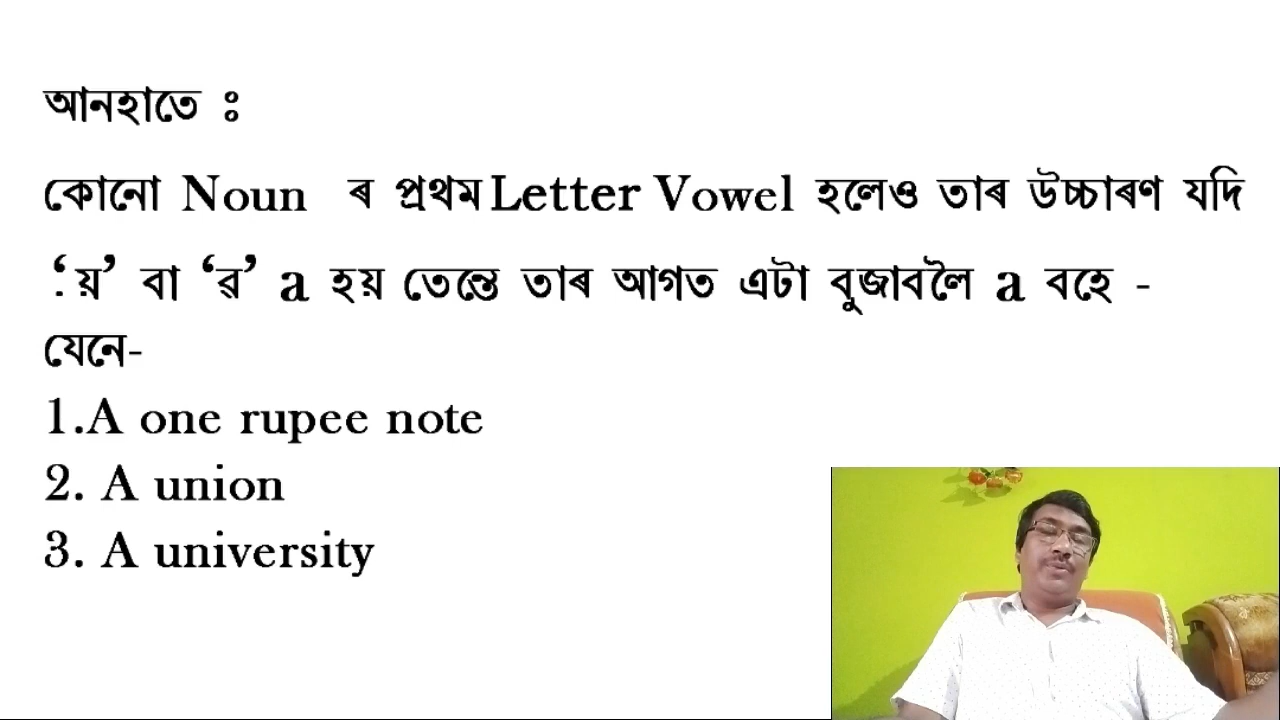 আনহাতে ঃ
কোনো Noun ৰ প্ৰথম Letter Vowel হলেও তাৰ উচ্চাৰণ যদি
‘.য়’ বা ‘ৱ’ a হয় তেন্তে তাৰ আগত এটা বুজাবলৈ a বহে -
যেনে-
1.A one rupee note
2. A union
3. A university